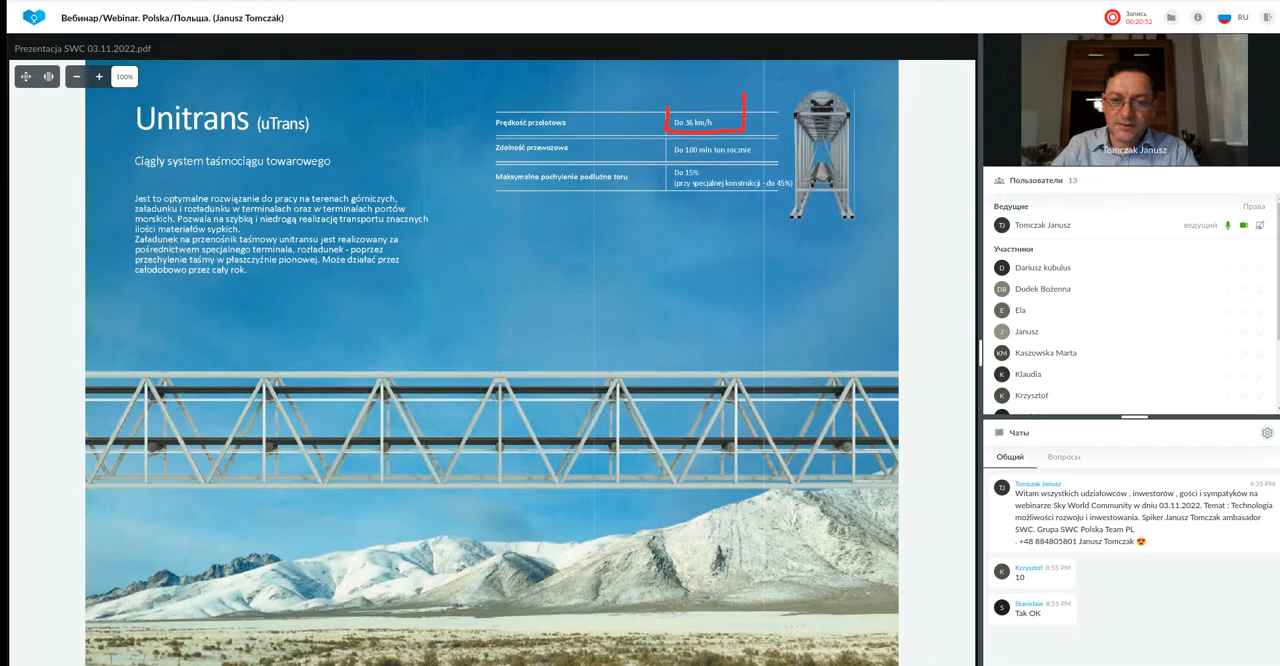 Вебинар/Webinar. Polska/Польша. (Janusz Tomczak)
Запись
00:20:52
RU
Prezentacja SWC 03.11.2022.pdf
100%
Unitrans (uTrans)
Ciągły system taśmociągu towarowego
Jest to optymalne rozwiązanie do pracy na terenach górniczych,
załadunku i rozładunku w terminalach oraz w terminalach portów
morskich. Pozwala na szybką i niedrogą realizację transportu znacznych
ilości materiałów sypkich.
Załadunek na przenośnik taśmowy unitransu jest realizowany za
pośrednictwem specjalnego terminala, rozładunek - poprzez
przechylenie taśmy w płaszczyźnie pionowej. Może działać przez
całodobowo przez cały rok.
Prędkość przelotowa
Do 36 km/h
Zdolność przewozowa
Do 100 mln ton rocznie
Maksymalne pochylenie podłużne toru
Do 15%
(przy specjalnej konstrukcji - do 45%)
Tomczak Janusz
Пользователи 13
Ведущие
Права
TJ
Tomczak Janusz
ведущий
Участники
D
Dariusz kubulus
DB
Dudek Bożenna
E
Ela
J
Janusz
KM
Kaszowska Marta
K
Klaudia
K
Krzysztof
Чаты
Общий
Вопросы
TJ
Tomczak Janusz
4:35 PM
Witam wszystkich udziałowców , inwestorów , gości i sympatyków na
webinarze Sky World Community w dniu 03.11.2022. Temat : Technologia
możliwości rozwoju i inwestowania. Spiker Janusz Tomczak ambasador
SWC. Grupa SWC Polska Team PL
. +48 884805801 Janusz Tomczak 😍
K
Krzysztof 8:55 PM
10
S
Stanisław 8:55 PM
Tak OK